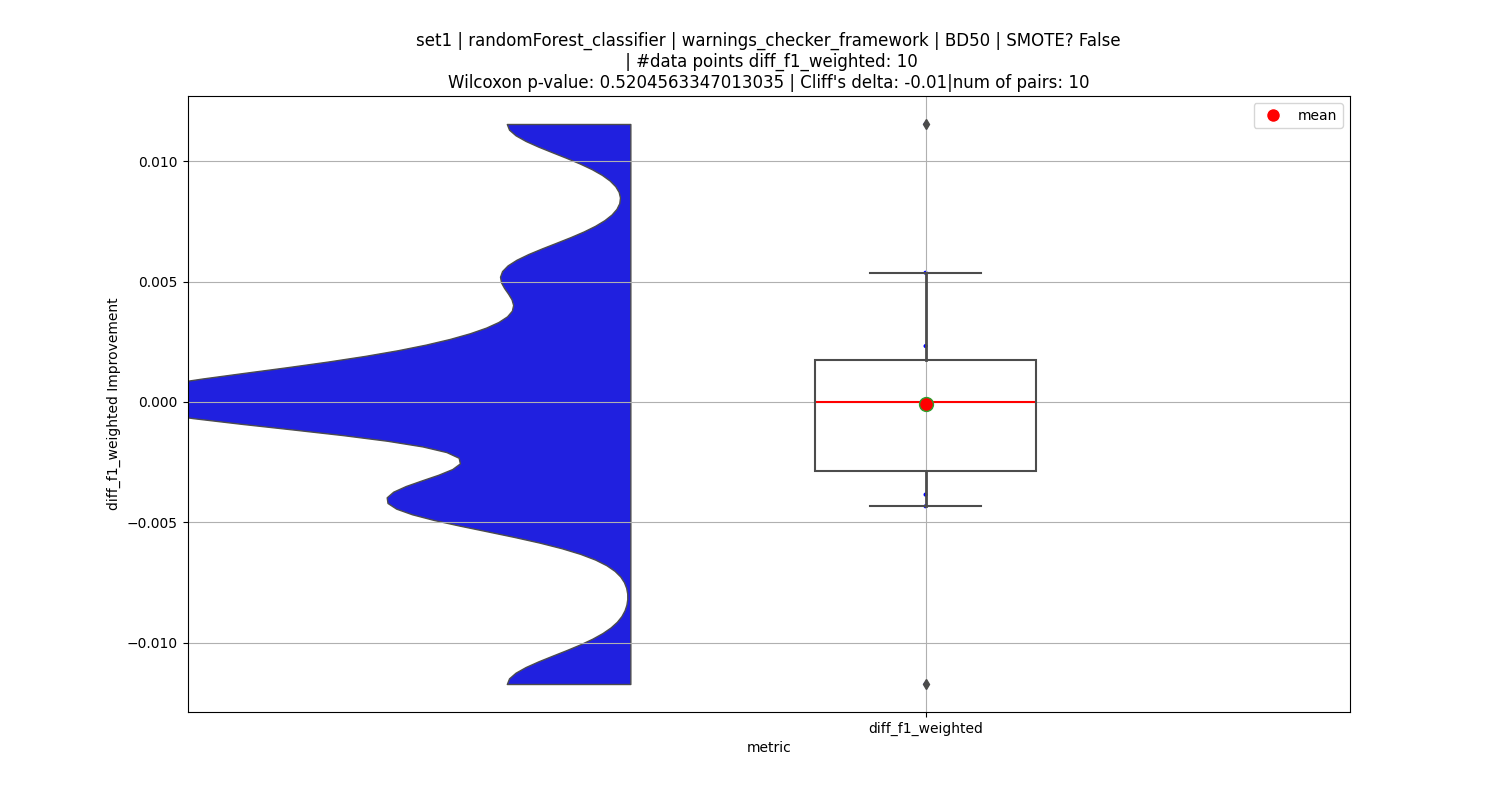 set1 | randomForest_classifier | warnings_checker_framework | BD50 | SMOTE? False
| #data points diff_f1_weighted: 10
Wilcoxon p-value: 0.5204563347013035 | Cliff's delta: -0.01|num of pairs: 10
mean
0.010
0.005
0.000
−0.005
−0.010
diff_f1_weighted Improvement
diff_f1_weighted
metric